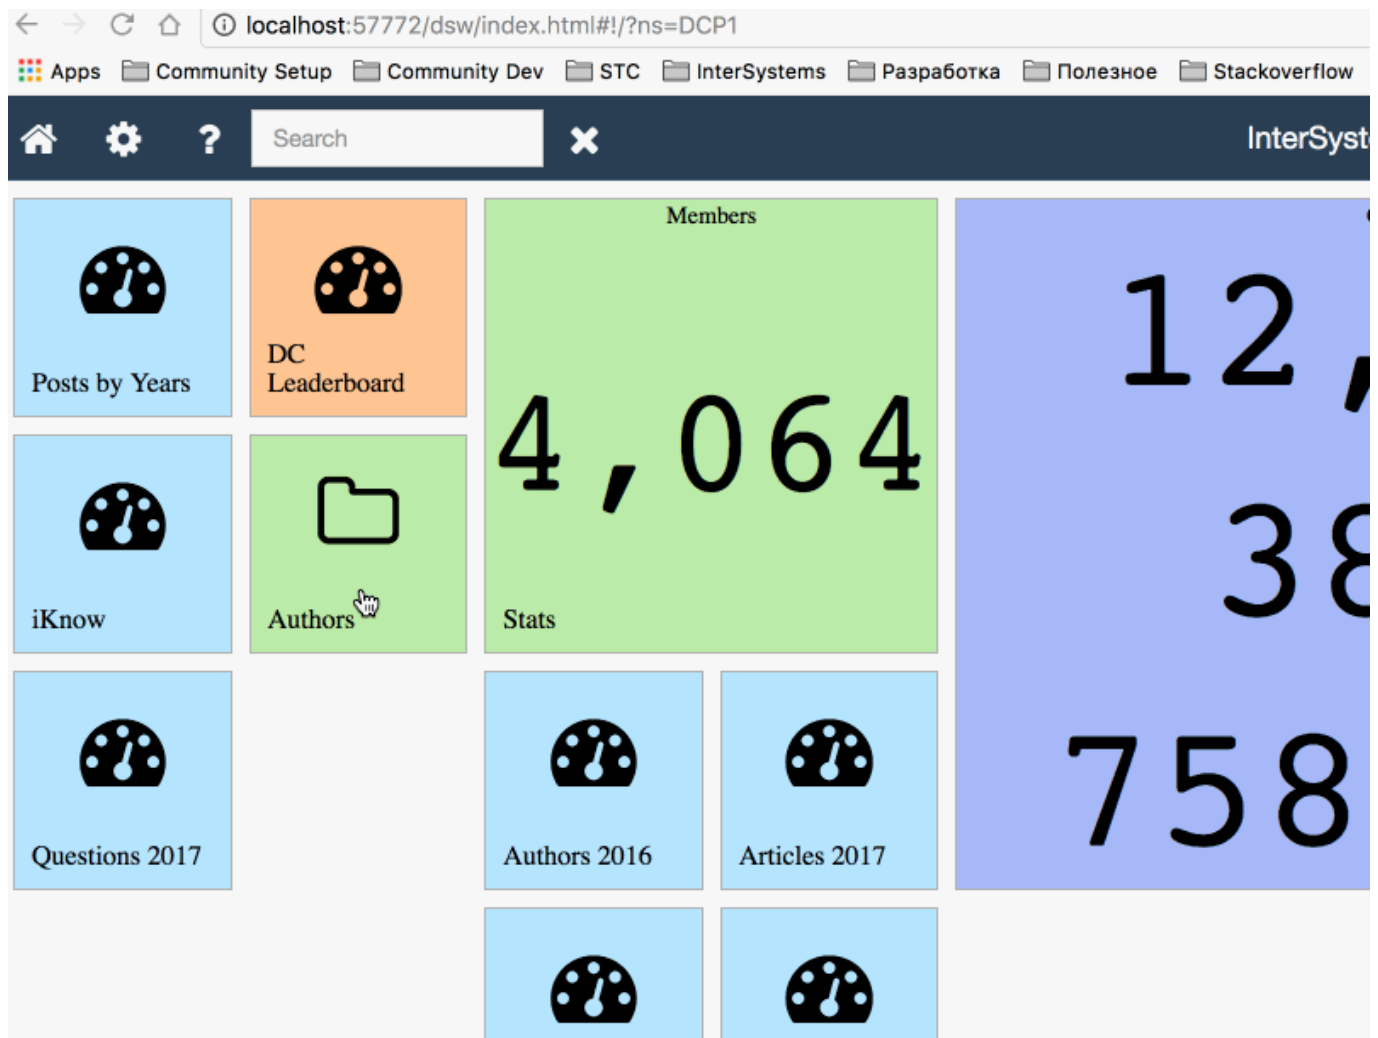 localhost:57772/dsw/index.html#!/?ns=DCP1
Apps Community Setup Community Dev STC InterSystems Разработка Полезное Stackoverflow
? Search
Members
12,
DC
Posts by Years Leaderboard
4,064
38
iKnow Authors Stats
758
Questions 2017 Authors 2016 Articles 2017